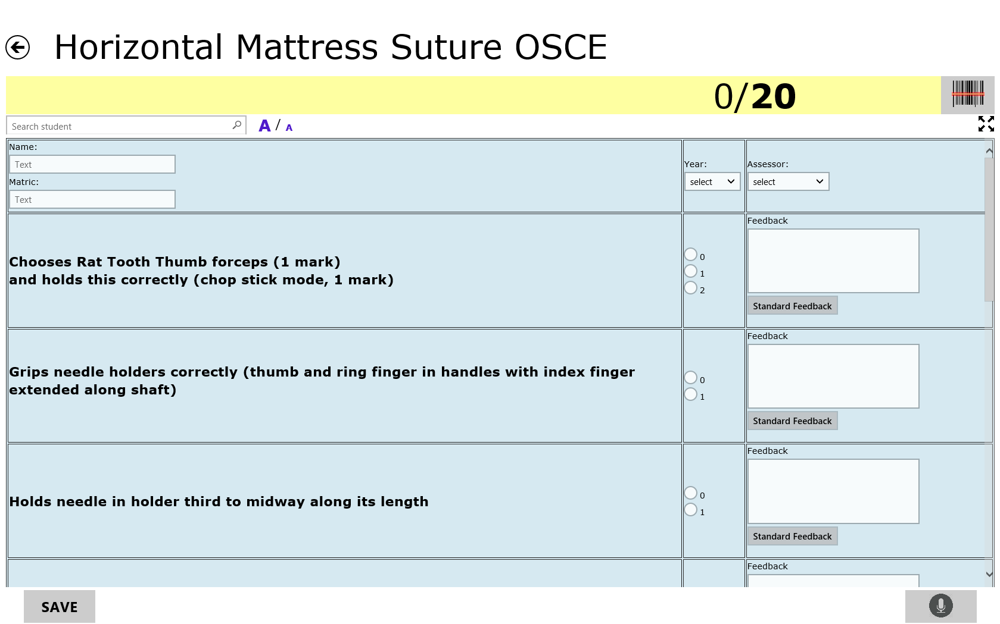 Horizontal Mattress Suture OSCE
0/20
Search student
A / A
Name:
Text
Matric:
Text
Year:
select
Assessor:
select
Chooses Rat Tooth Thumb forceps (1 mark)
and holds this correctly (chop stick mode, 1 mark)
0
1
2
Feedback
Standard Feedback
Grips needle holders correctly (thumb and ring finger in handles with index finger
extended along shaft)
0
1
Feedback
Standard Feedback
Holds needle in holder third to midway along its length
0
1
Feedback
Standard Feedback
Feedback
SAVE